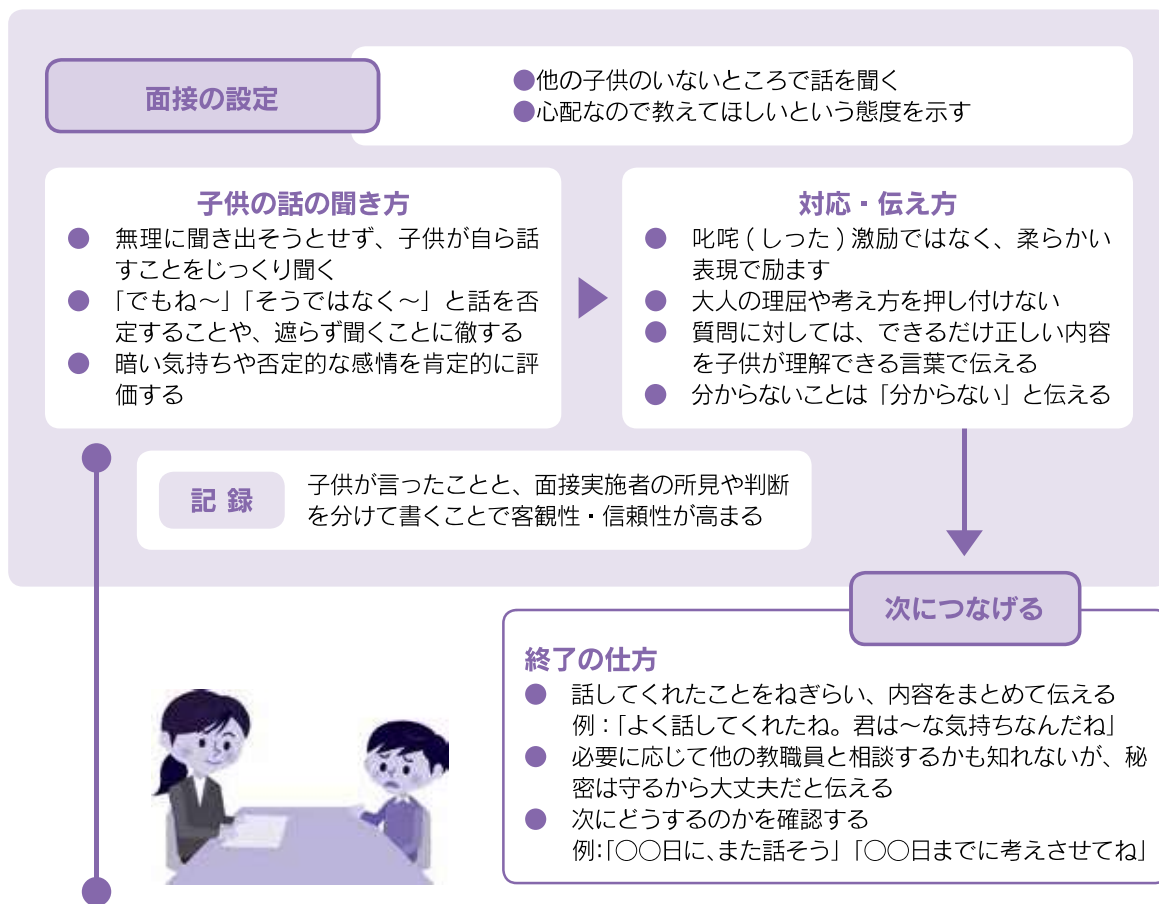 面接の設定
●他の子供のいないところで話を聞く
●心配なので教えてほしいという態度を示す
子供の話の聞き方
● 無理に聞き出そうとせず、子供が自ら話
すことをじっくり聞く
● 「でもね～」「そうではなく～」と話を否
定することや、遮らず聞くことに徹する
● 暗い気持ちや否定的な感情を肯定的に評
価する
対応・伝え方
● 叱咤(しった)激励ではなく、柔らかい
表現で励ます
● 大人の理屈や考え方を押し付けない
● 質問に対しては、できるだけ正しい内容
を子供が理解できる言葉で伝える
● 分からないことは「分からない」と伝える
記 録
子供が言ったことと、面接実施者の所見や判断
を分けて書くことで客観性・信頼性が高まる
次につなげる
終了の仕方
● 話してくれたことをねぎらい、内容をまとめて伝える
例：「よく話してくれたね。君は～な気持ちなんだね」
● 必要に応じて他の教職員と相談するかも知れないが、秘
密は守るから大丈夫だと伝える
● 次にどうするのかを確認する
例：「〇〇日に、また話そう」「〇〇日までに考えさせてね」